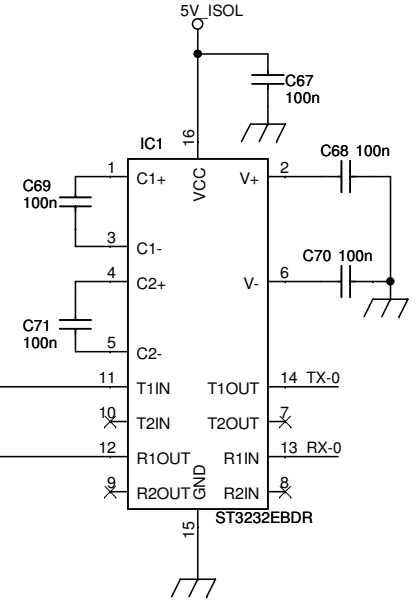 5V_ISOL
C67
100n
16
IC1
1
C1+
VCC
V+
2
C68 100n
C69
100n
3
C1-
4
C2+
V-
6
C70 100n
C71
100n
5
C2-
11
T1IN
T1OUT
14 TX-0
10
T2IN
T2OUT
7
12
R1OUT
R1IN
13 RX-0
9
R2OUT
GND
R2IN
8
15
ST3232EBDR